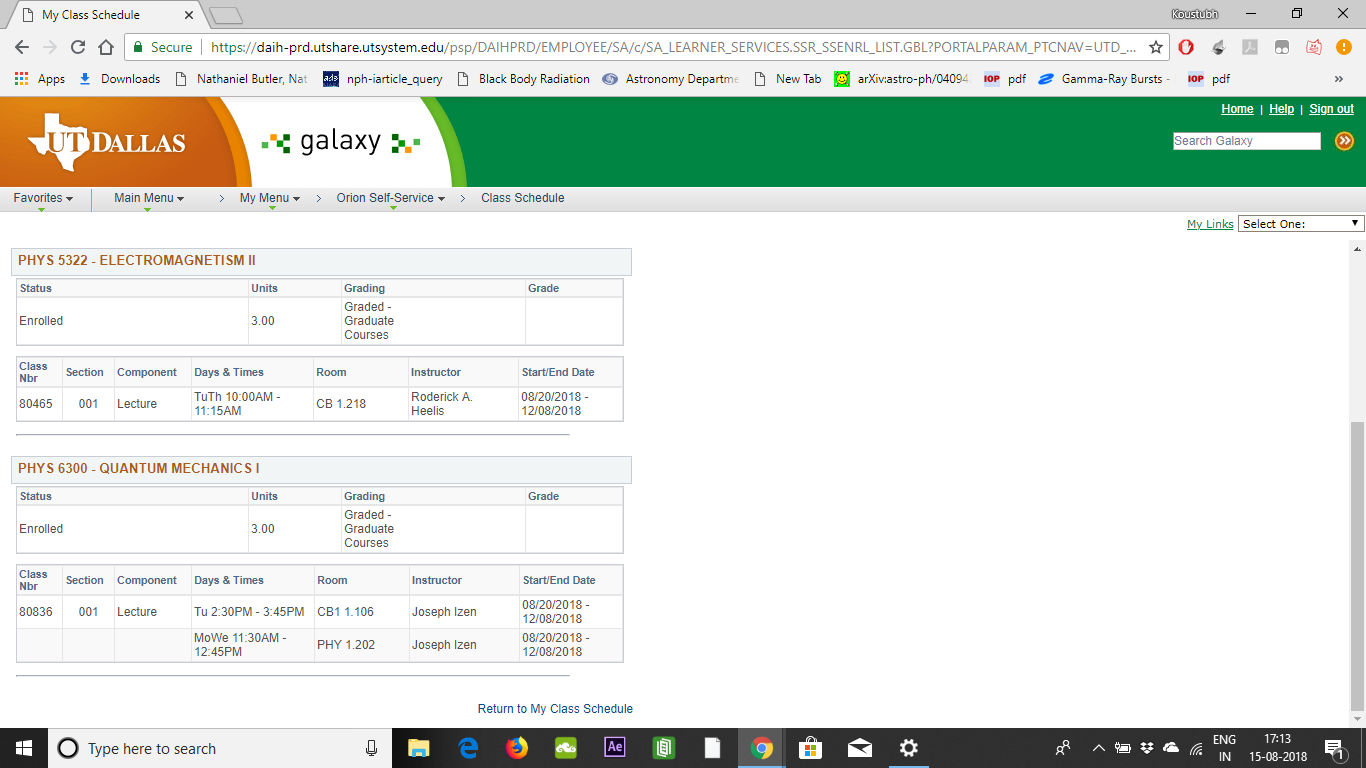 My Class Schedule
Koustubh
Secure
https://daih-prd.utshare.utsystem.edu/psp/DAIHPRD/EMPLOYEE/SA/c/SA_LEARNER_SERVICES.SSR_SSENRL_LIST.GBL?PORTALPARAM_PTCNAV=UTD_...
Apps Downloads Nathaniel Butler, Nat ads nph-iarticle_query Black Body Radiation Astronomy Departme New Tab arXiv:astro-ph/0409 IOP pdf Gamma-Ray Bursts - IOP pdf »
Home | Help | Sign out
UT DALLAS
galaxy
Search Galaxy
Favorites Main Menu > My Menu > Orion Self-Service > Class Schedule
My Links Select One:
PHYS 5322 - ELECTROMAGNETISM II
Status Units Grading Grade
Enrolled 3.00 Graded -
Graduate
Courses
Class
Nbr Section Component Days & Times Room Instructor Start/End Date
80465 001 Lecture TuTh 10:00AM - CB 1.218 Roderick A. 08/20/2018 -
11:15AM Heelis 12/08/2018
PHYS 6300 - QUANTUM MECHANICS I
Status Units Grading Grade
Enrolled 3.00 Graded -
Graduate
Courses
Class
Nbr Section Component Days & Times Room Instructor Start/End Date
80836 001 Lecture Tu 2:30PM - 3:45PM CB1 1.106 Joseph Izen 08/20/2018 -
12/08/2018
MoWe 11:30AM - PHY 1.202 Joseph Izen 08/20/2018 -
12:45PM 12/08/2018
Return to My Class Schedule
Type here to search
Ae
ENG 17:13
IN 15-08-2018
1